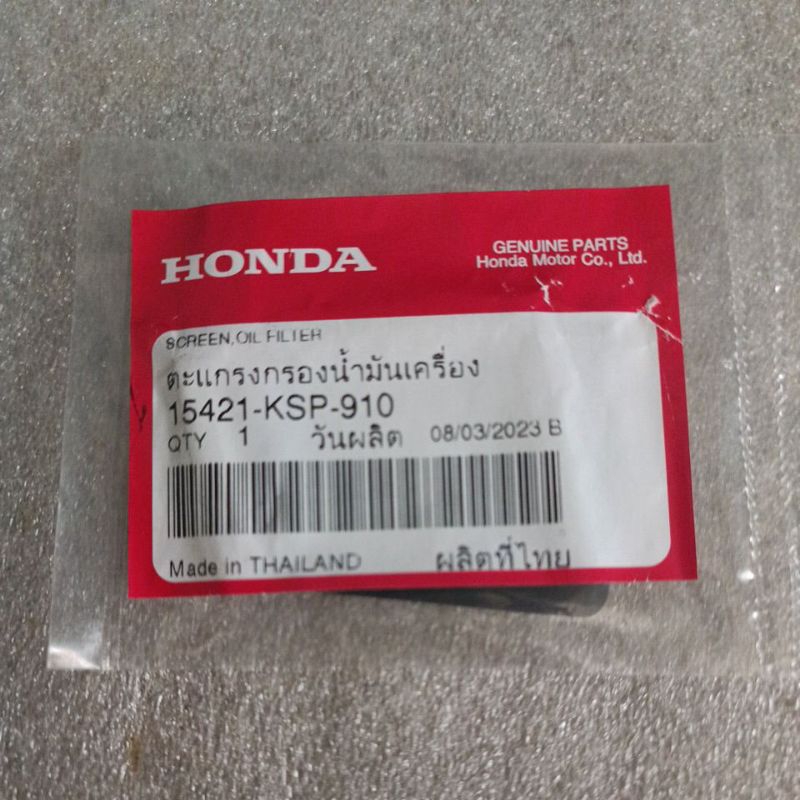 HONDA
GENUINE PARTS
Honda Motor Co., Ltd.
SCREEN,OIL FILTER
ตะแกรงกรองน้ำมันเครื่อง
15421-KSP-910
QTY 1 วันผลิต 08/03/2023 B
Made in THAILAND ผลิตที่ไทย